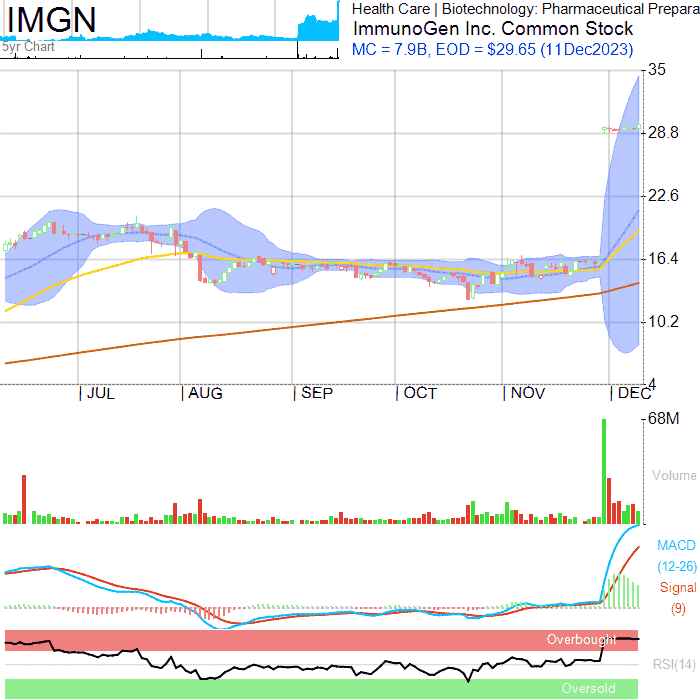 IMGN
5yr Chart
Health Care | Biotechnology: Pharmaceutical Prepara
ImmunoGen Inc. Common Stock
MC = 7.9B, EOD = $29.65 (11Dec2023)
35
28.8
22.6
16.4
10.2
4
JUL AUG SEP OCT NOV DEC
68M
Volume
MACD
(12-26)
Signal
(9)
Overbought
RSI(14)
Oversold